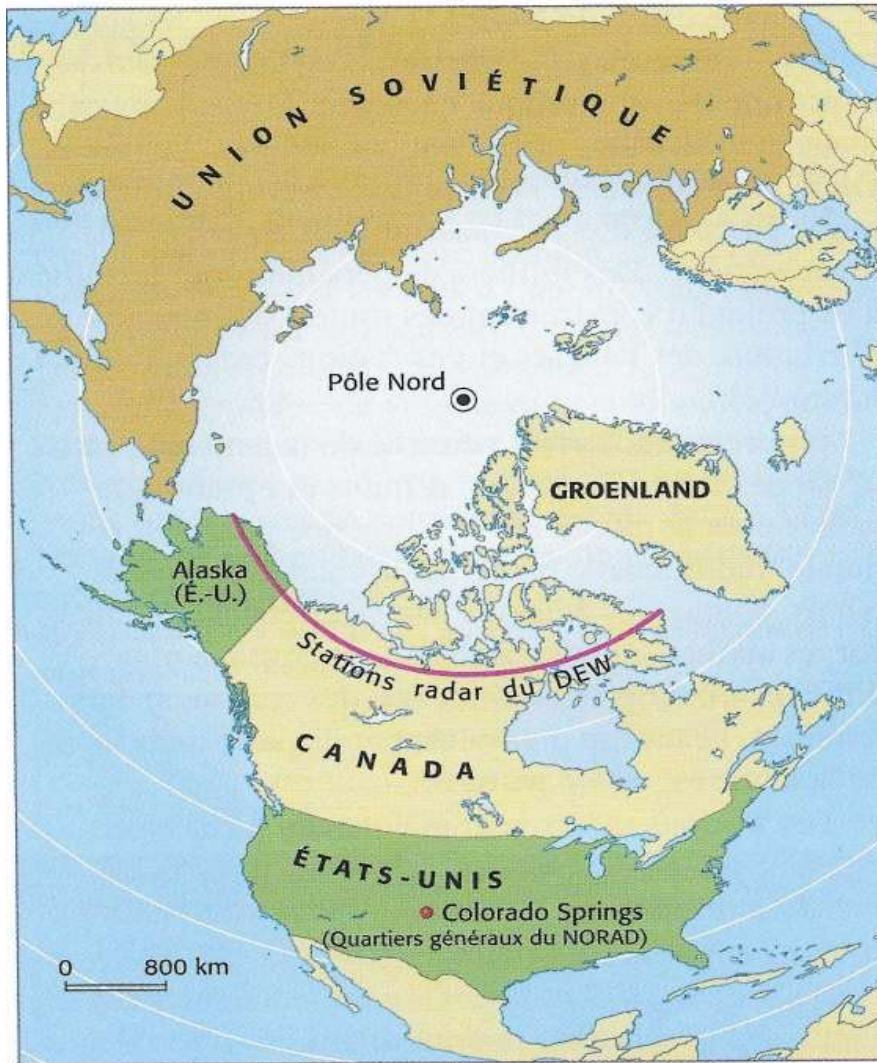 UNION SOVIÉTIQUE
Pôle Nord
GROENLAND
Alaska
(É.-U.)
Stations radar du DEW
CANADA
ÉTATS-UNIS
Colorado Springs
(Quartiers généraux du NORAD)
0 800 km